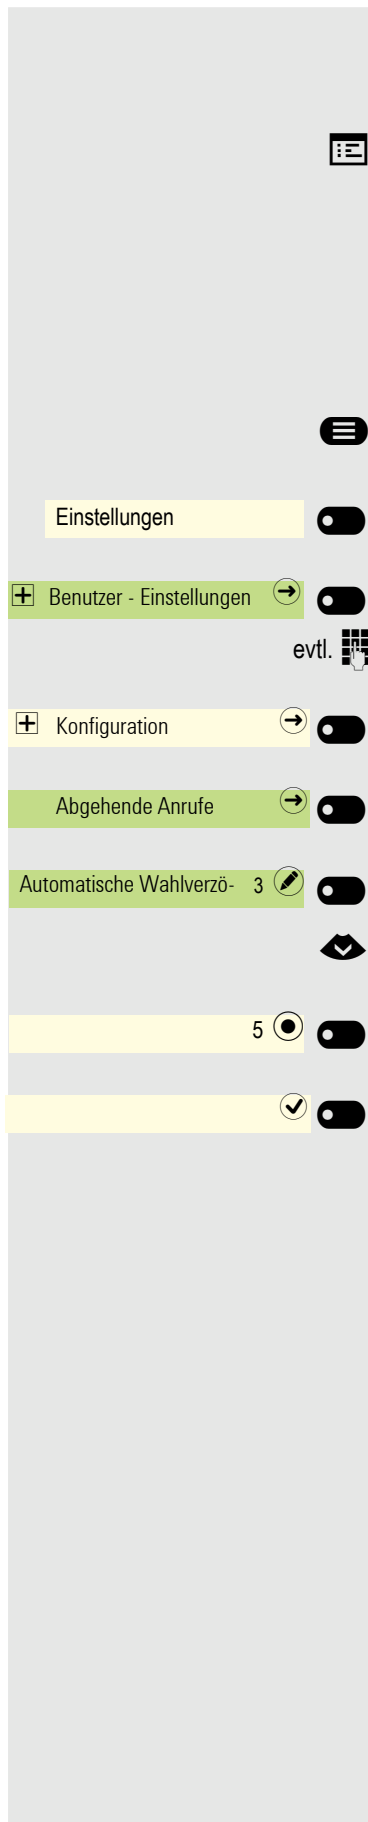 Einstellungen
Benutzer - Einstellungen
evtl.
Konfiguration
Abgehende Anrufe
Automatische Wahlverzö- 3
5